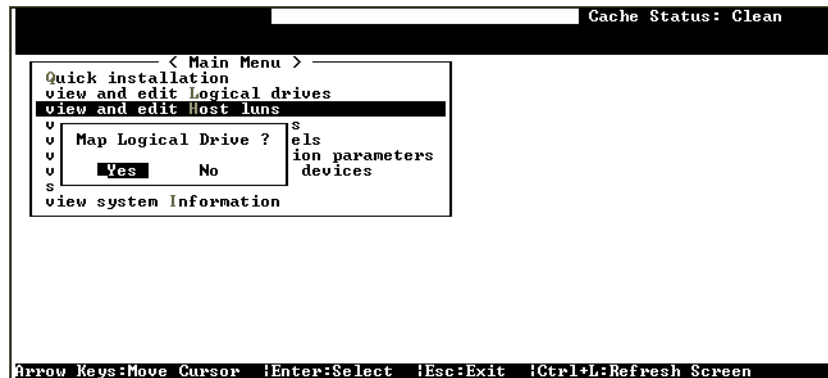 Cache Status: Clean
< Main Menu >
Quick installation
view and edit Logical drives
view and edit Host luns
v s
v Map Logical Drive ? els
v ion parameters
v Yes No devices
s
view system Information
Arrow Keys:Move Cursor |Enter:Select |Esc:Exit |Ctrl+L:Refresh Screen